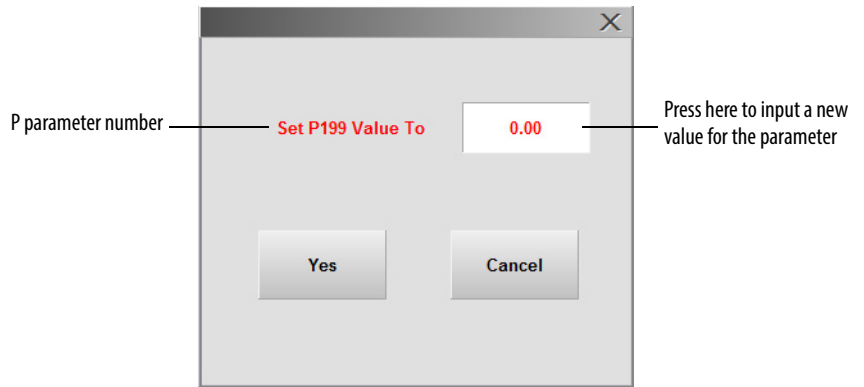 P parameter number
Set P199 Value To
0.00
Press here to input a new
value for the parameter
Yes
Cancel